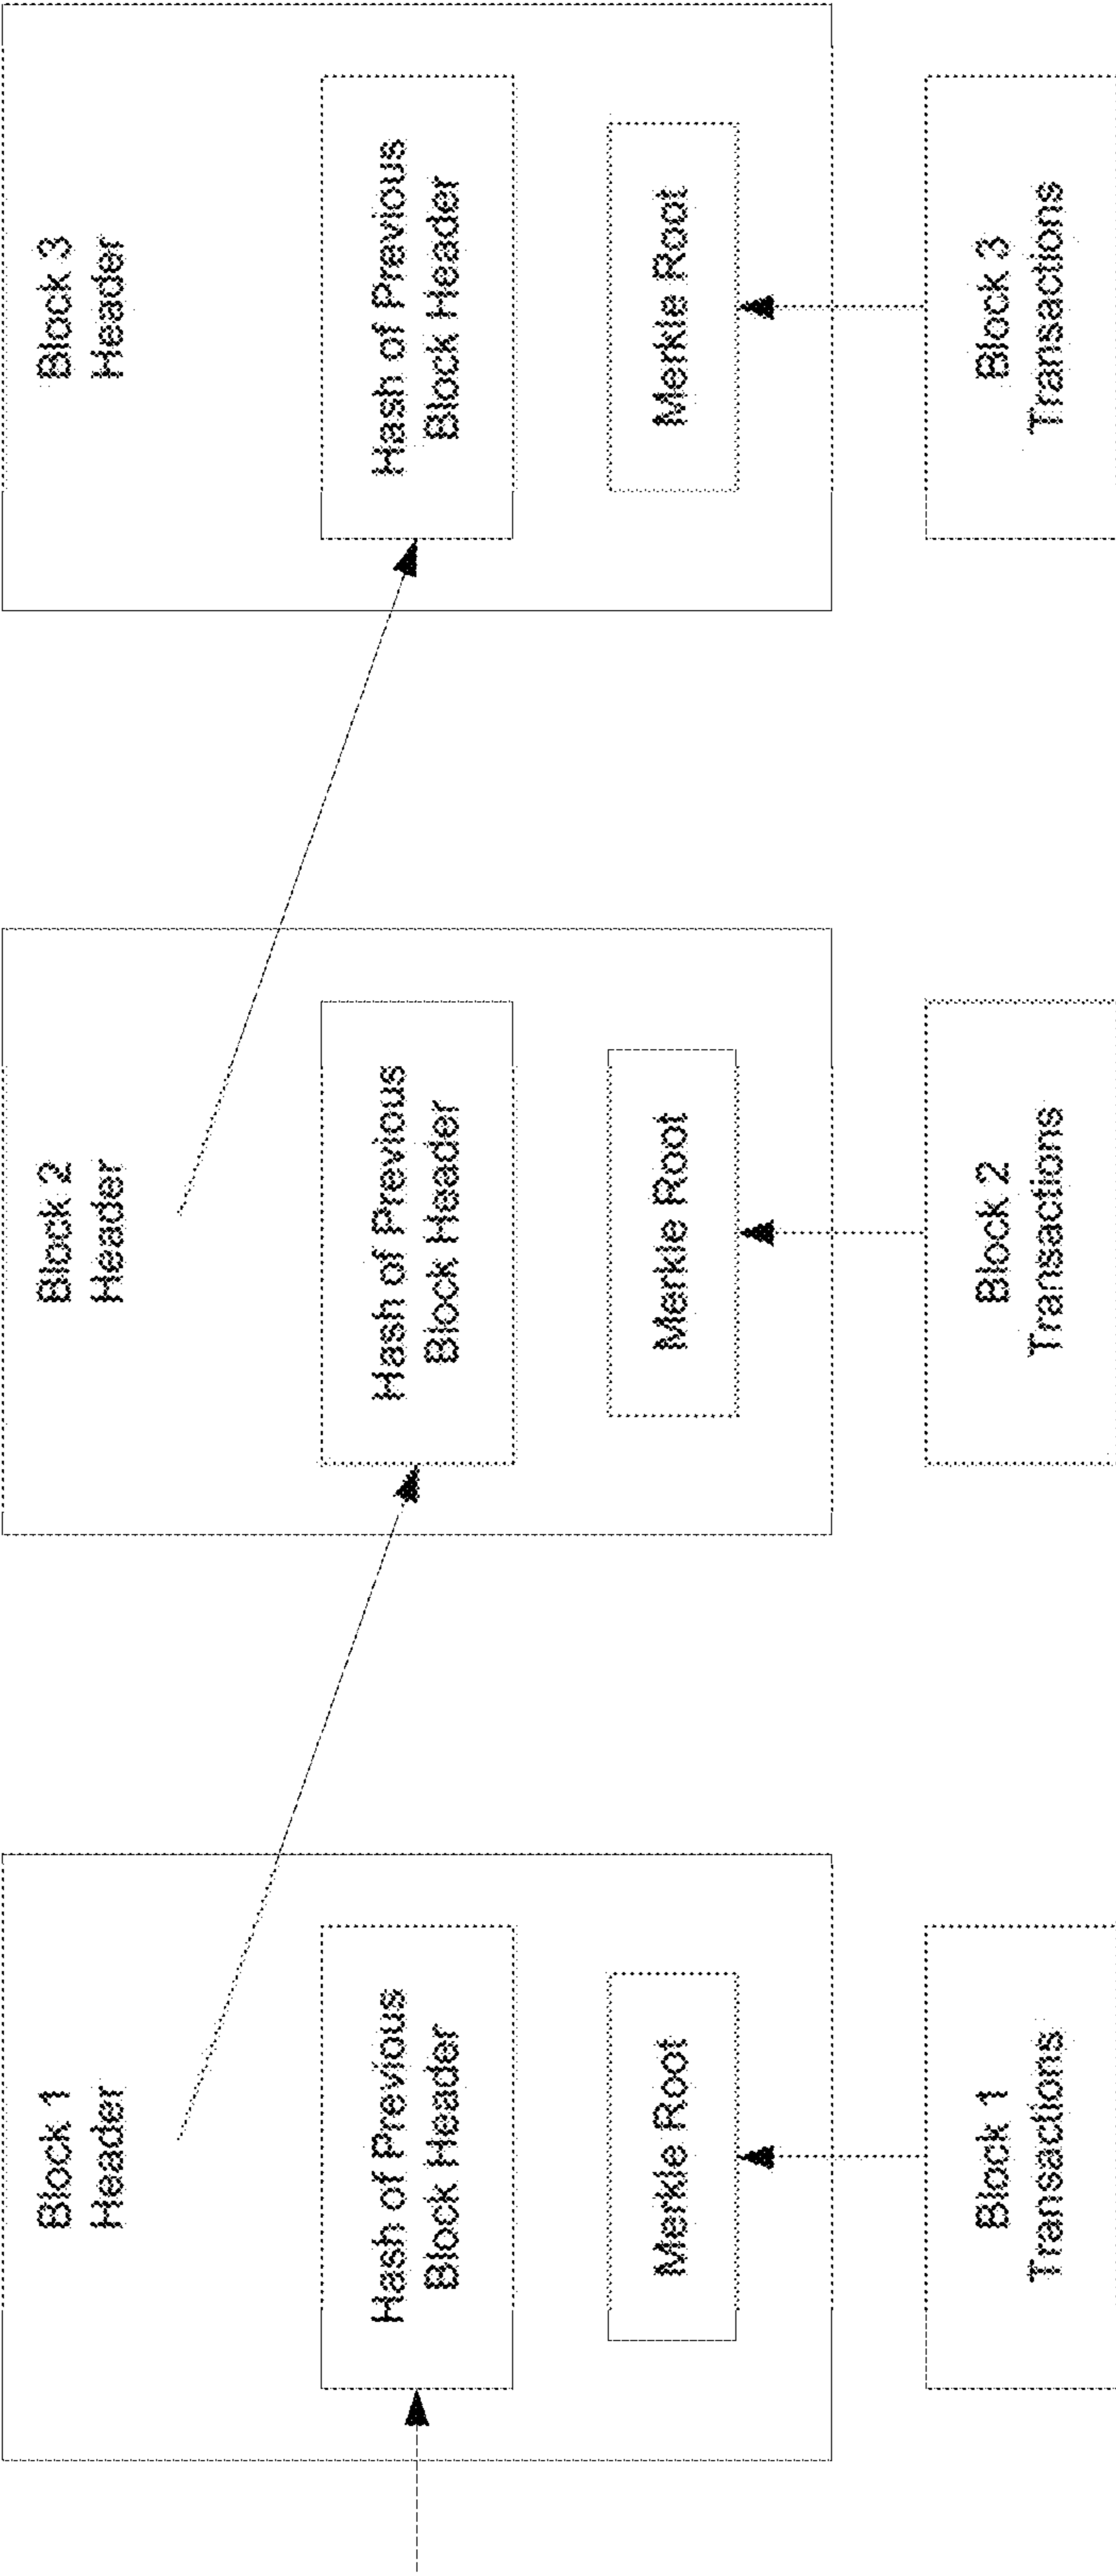 Block 1
Header
Hash of Previous
Block Header
Merkle Root
Block 1
Transactions
Block 2
Header
Hash of Previous
Block Header
Merkle Root
Block 2
Transactions
Block 3
Header
Hash of Previous
Block Header
Merkle Root
Block 3
Transactions